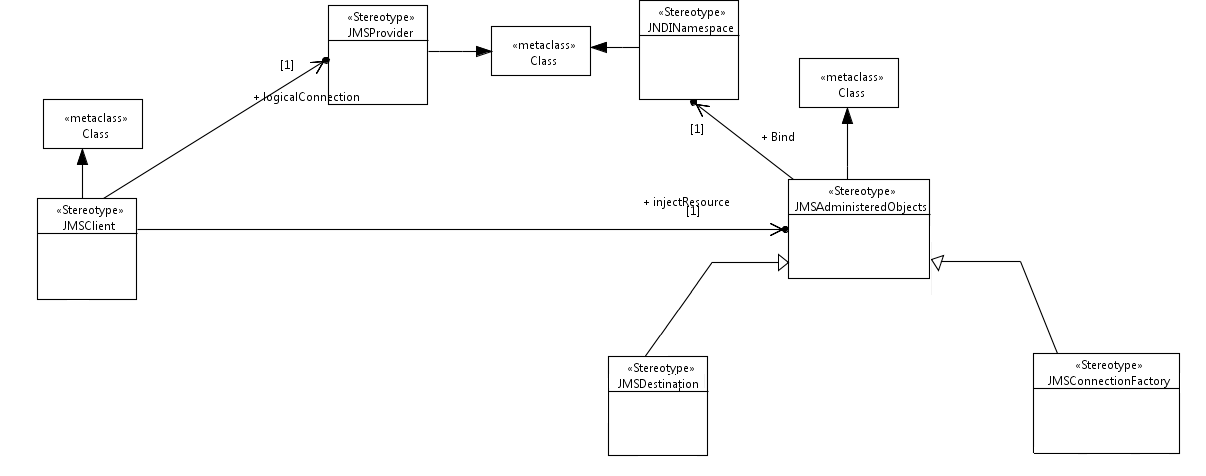 «Stereotype»
JMSProvider
«metaclass»
Class
«Stereotype»
JNDINamespace
[1]
+ logicalConnection
«metaclass»
Class
«metaclass»
Class
[1]
+ Bind
«Stereotype»
JMSClient
+ injectResource
[1]
«Stereotype»
JMSAdministeredObjects
«Stereotype»
JMSDestination
«Stereotype»
JMSConnectionFactory